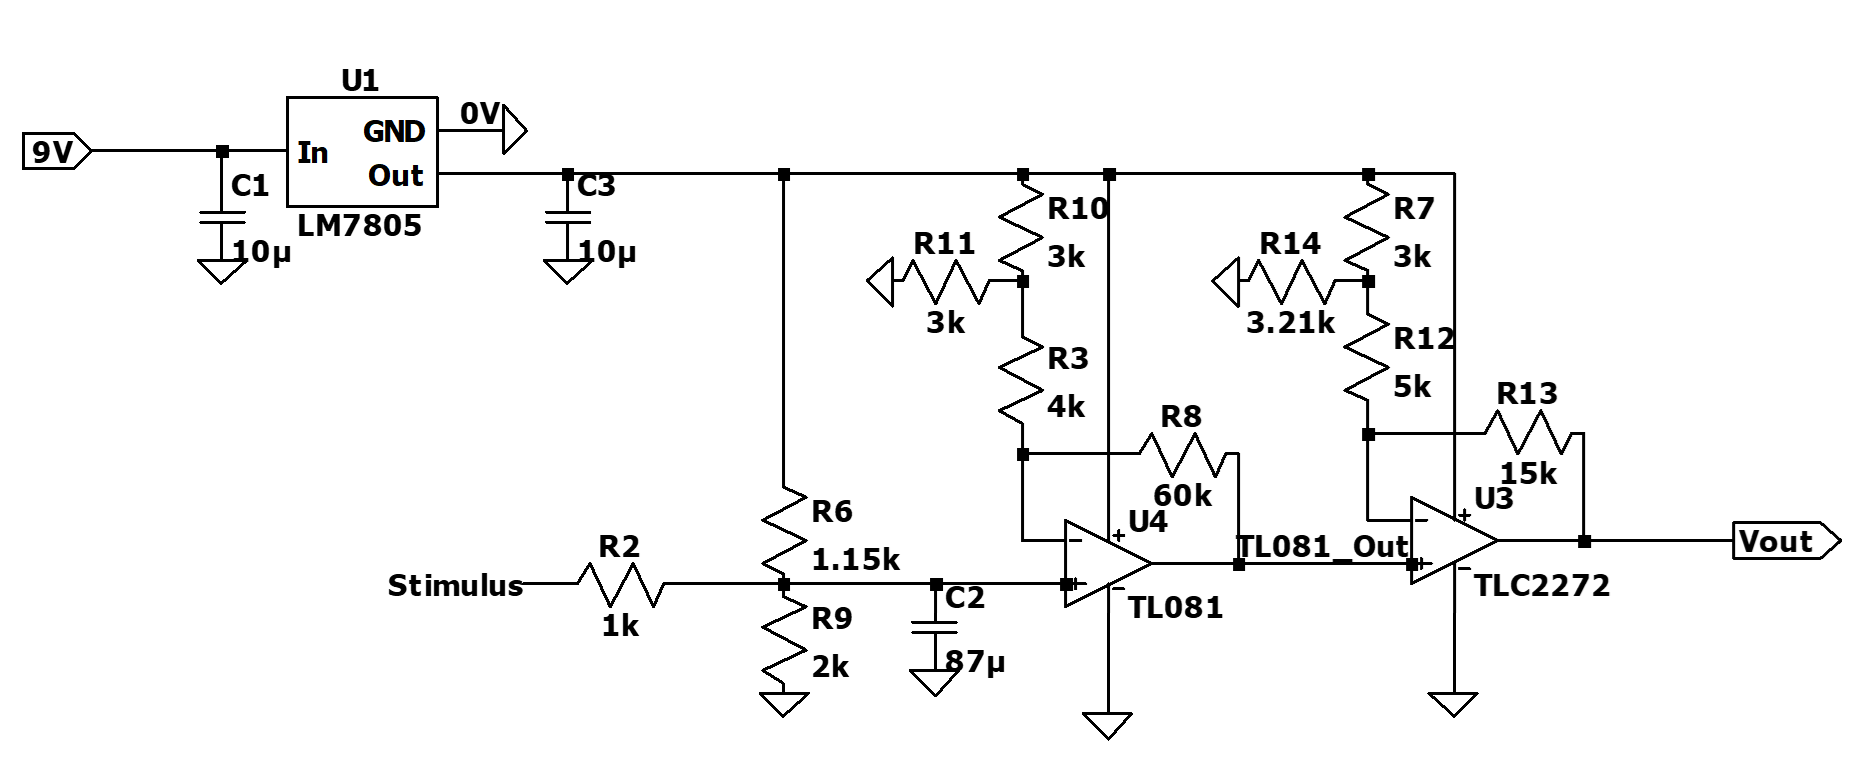 U1
9V
In
GND
Out
0V
LM7805
C1
10µ
C3
10µ
R10
3k
R11
3k
R3
4k
R8
60k
R7
3k
R14
3.21k
R12
5k
R13
15k
R6
1.15k
R2
1k
Stimulus
R9
2k
C2
87µ
U4
TL081
TL081_Out
U3
TLC2272
Vout